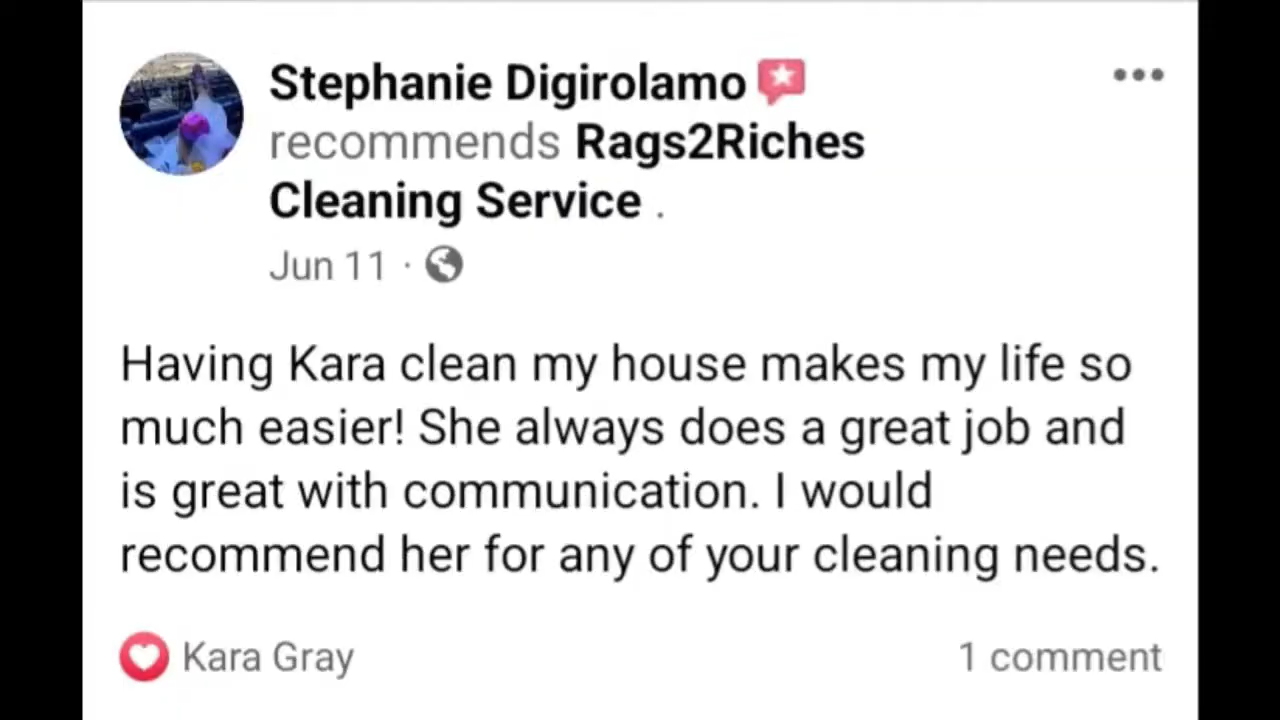 Stephanie Digirolamo
recommends Rags2Riches
Cleaning Service .
Jun 11 ·
Having Kara clean my house makes my life so
much easier! She always does a great job and
is great with communication. I would
recommend her for any of your cleaning needs.
Kara Gray
1 comment